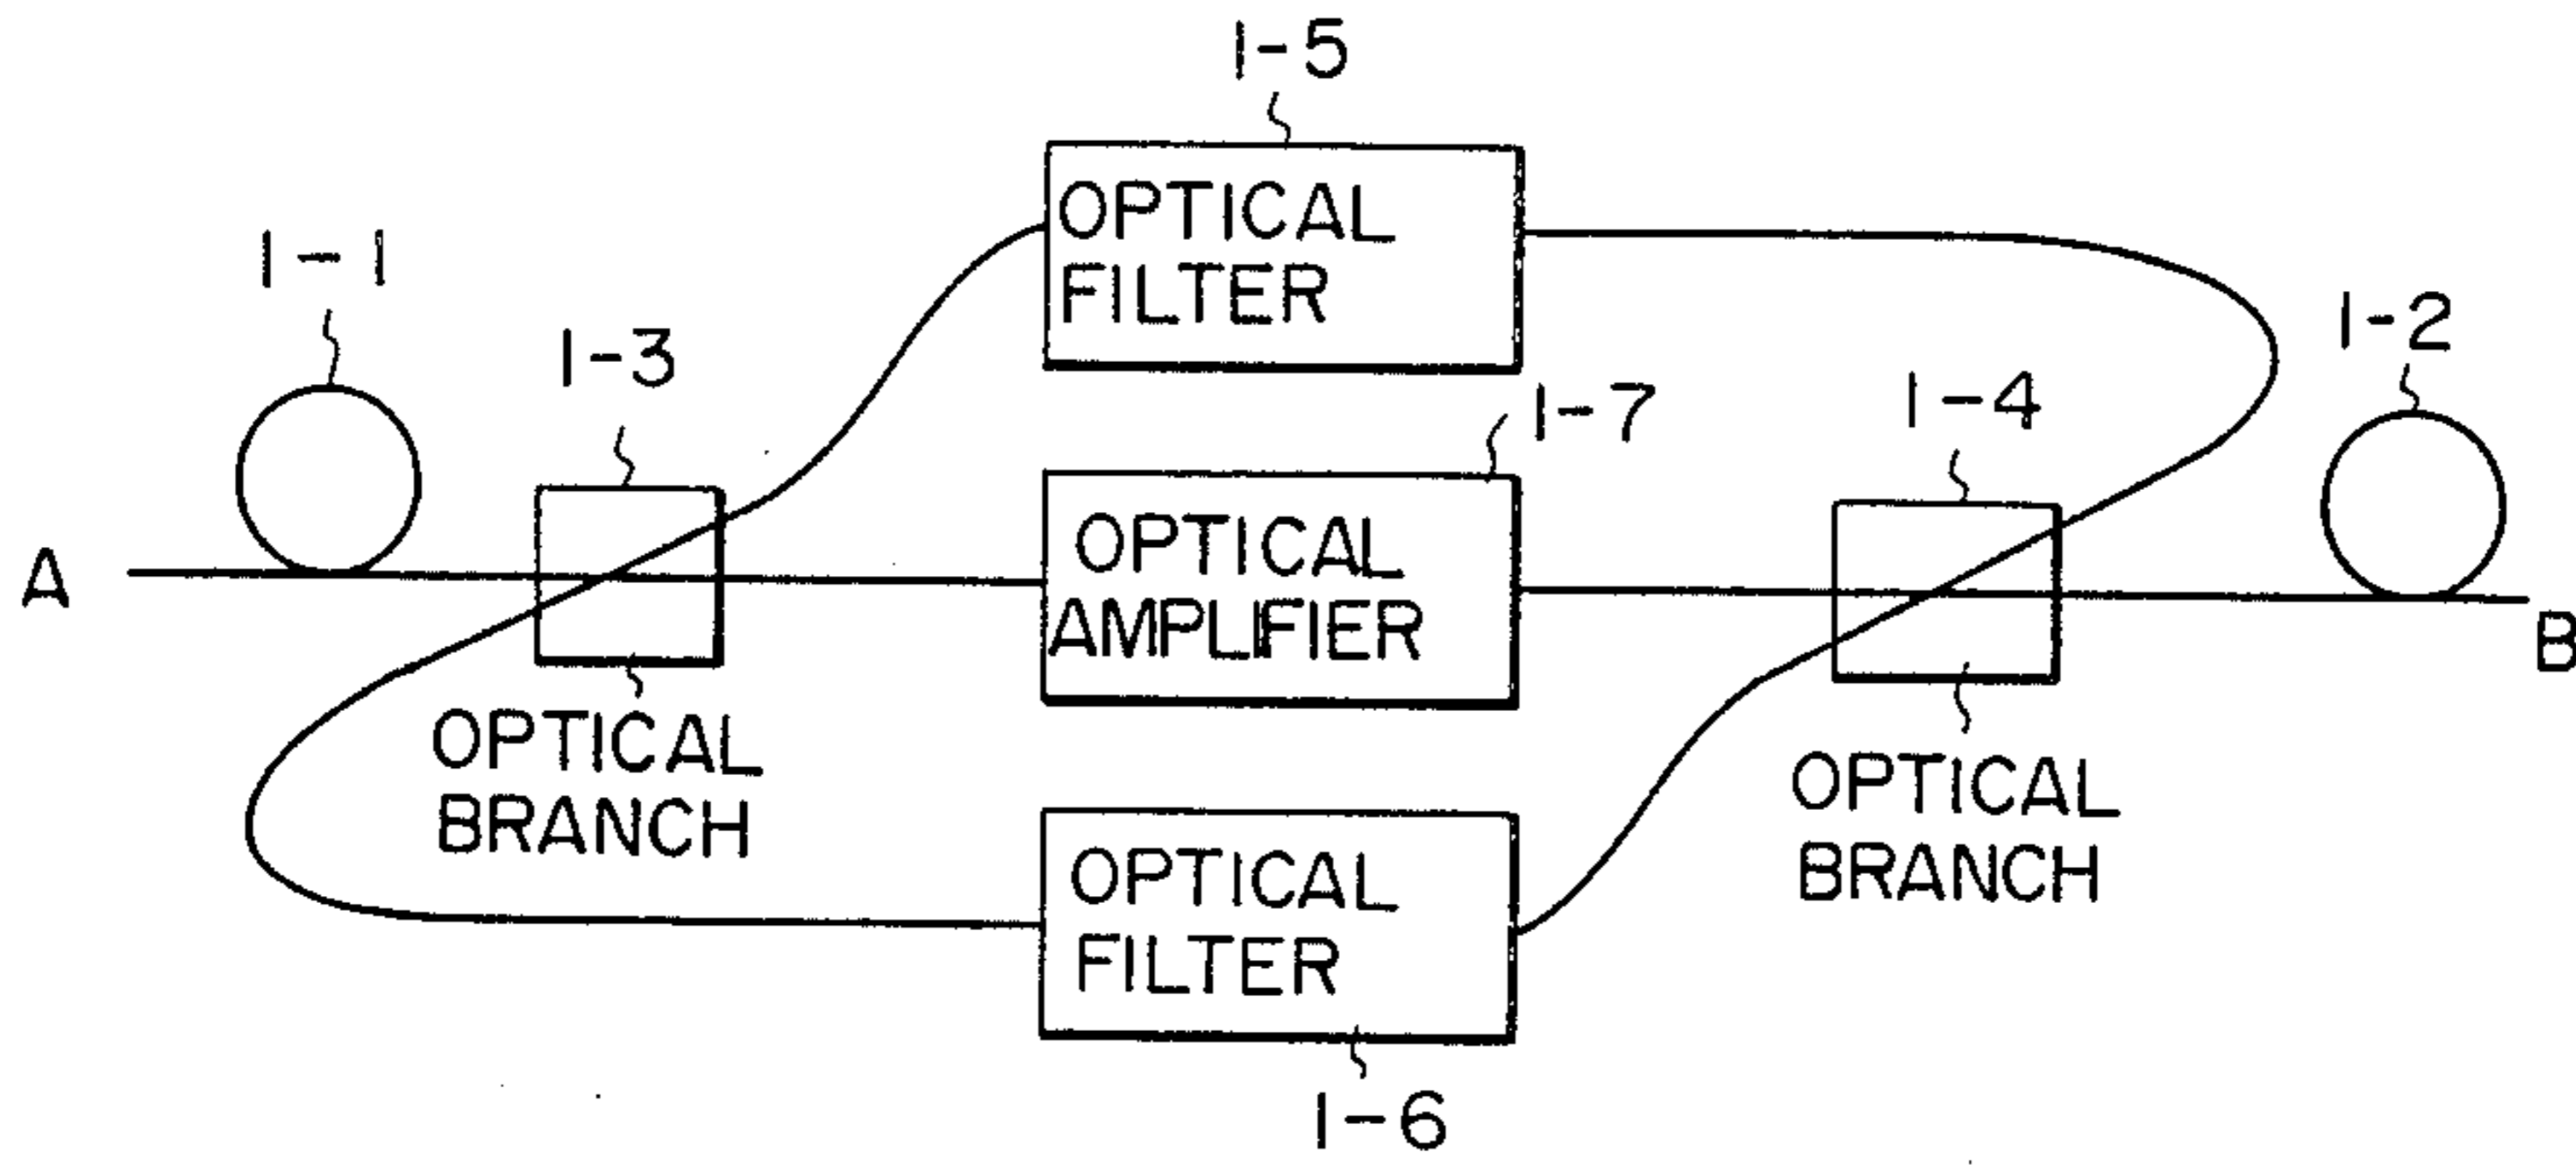 1-5
OPTICAL
FILTER
1-1
1-3
1-2
1-7
1-4
A
OPTICAL
AMPLIFIER
B
OPTICAL
BRANCH
OPTICAL
BRANCH
OPTICAL
FILTER
1-6